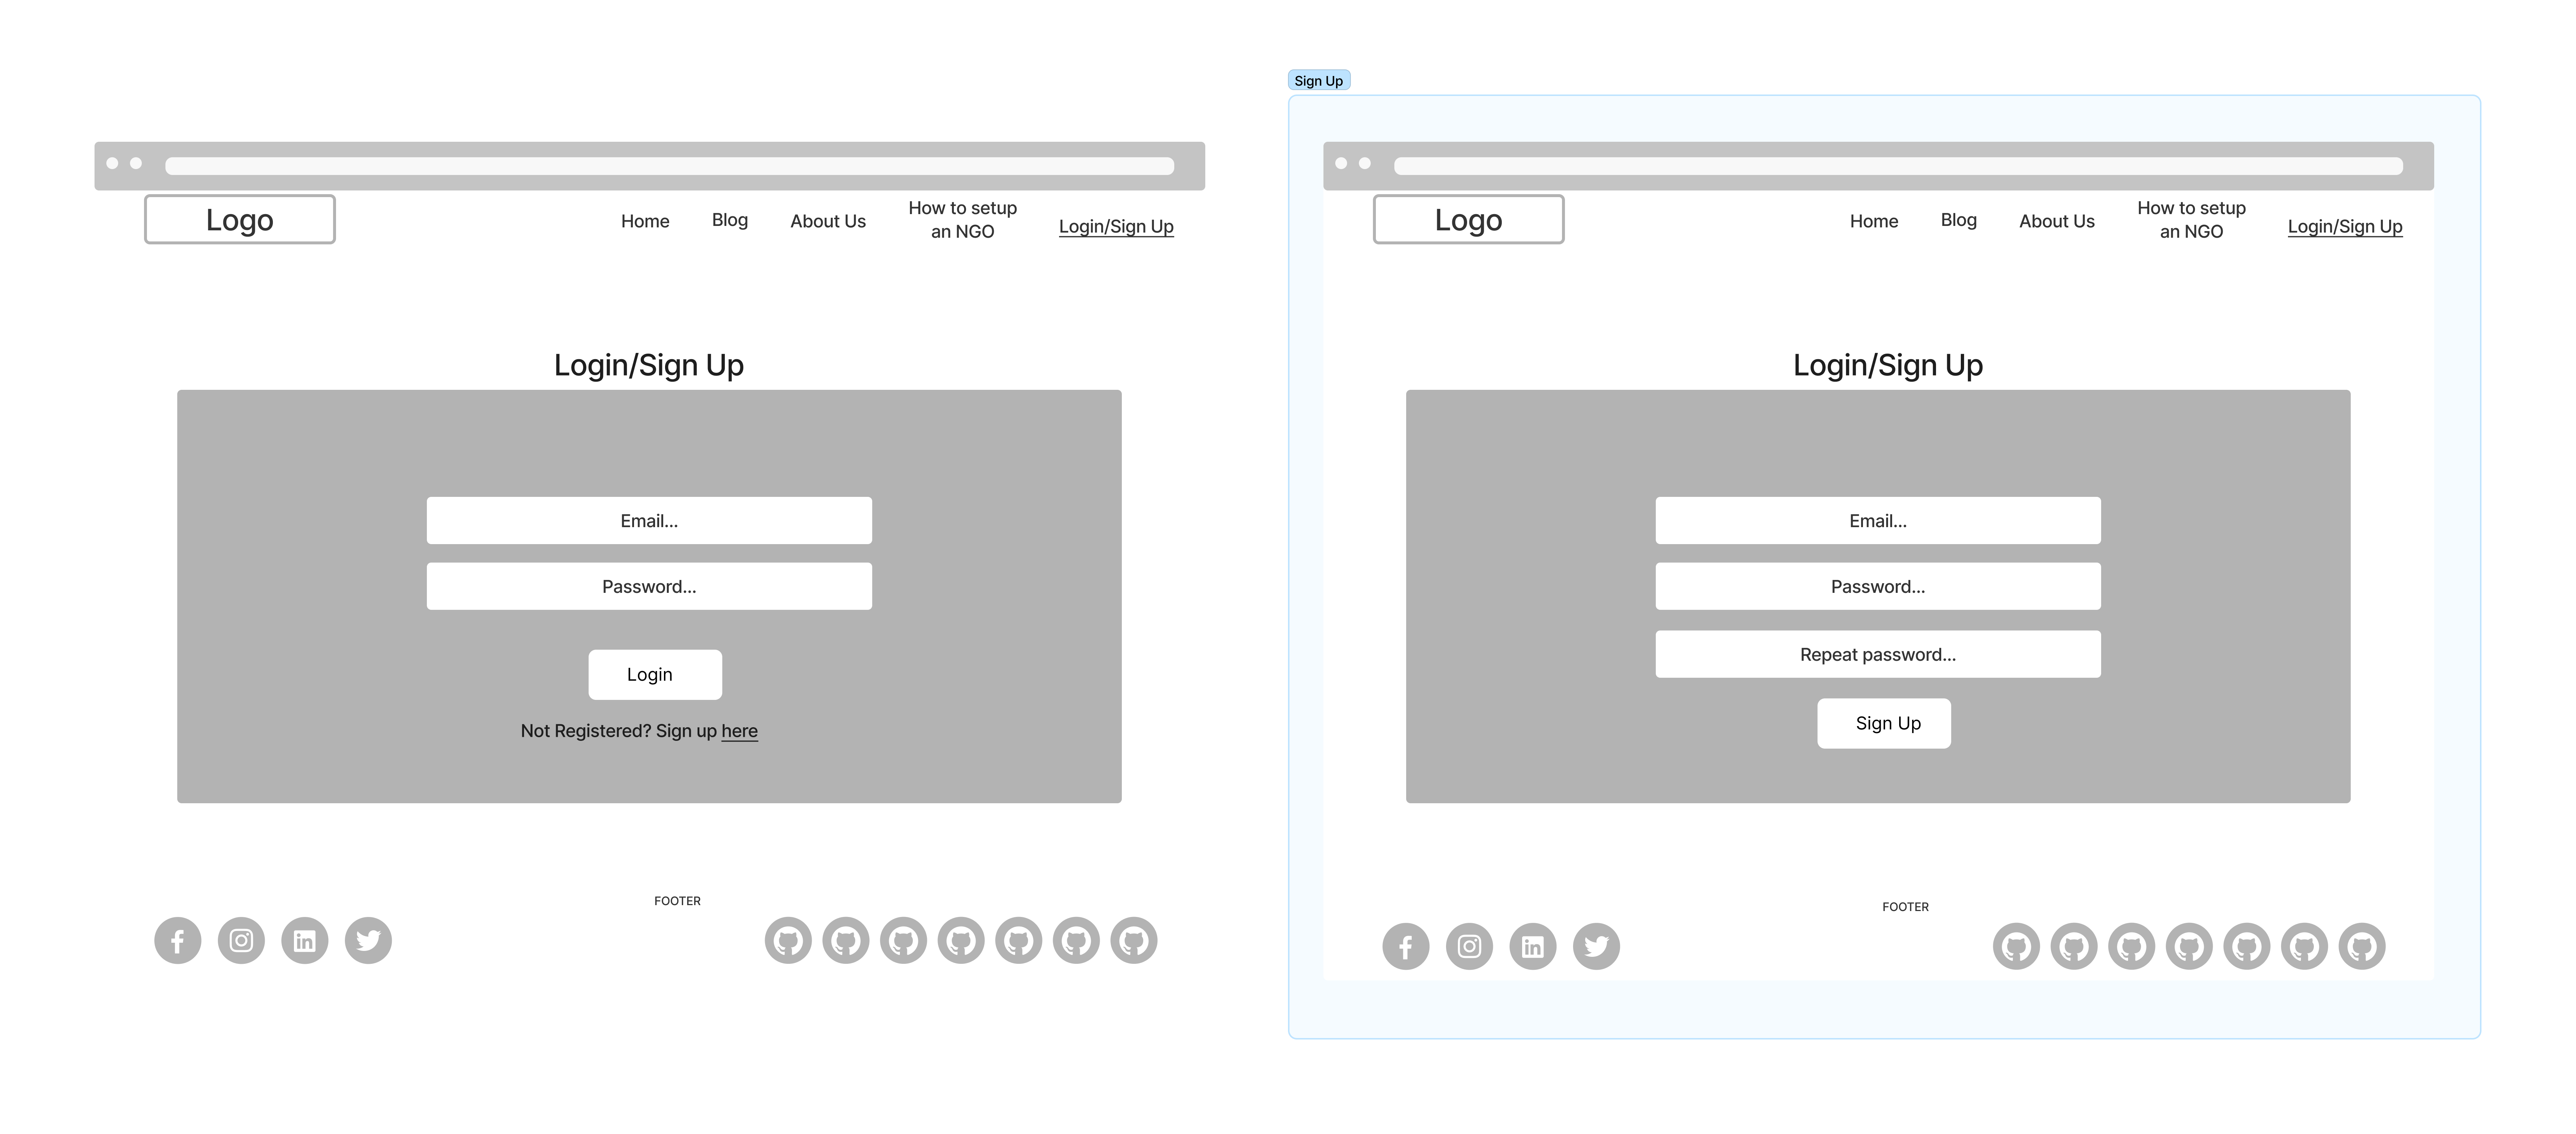 Logo
Home
Blog
About Us
How to setup
an NGO
Login/Sign Up
Login/Sign Up
Email...
Password...
Login
Not Registered? Sign up here
FOOTER
Sign Up
Logo
Home
Blog
About Us
How to setup
an NGO
Login/Sign Up
Login/Sign Up
Email...
Password...
Repeat password...
Sign Up
FOOTER